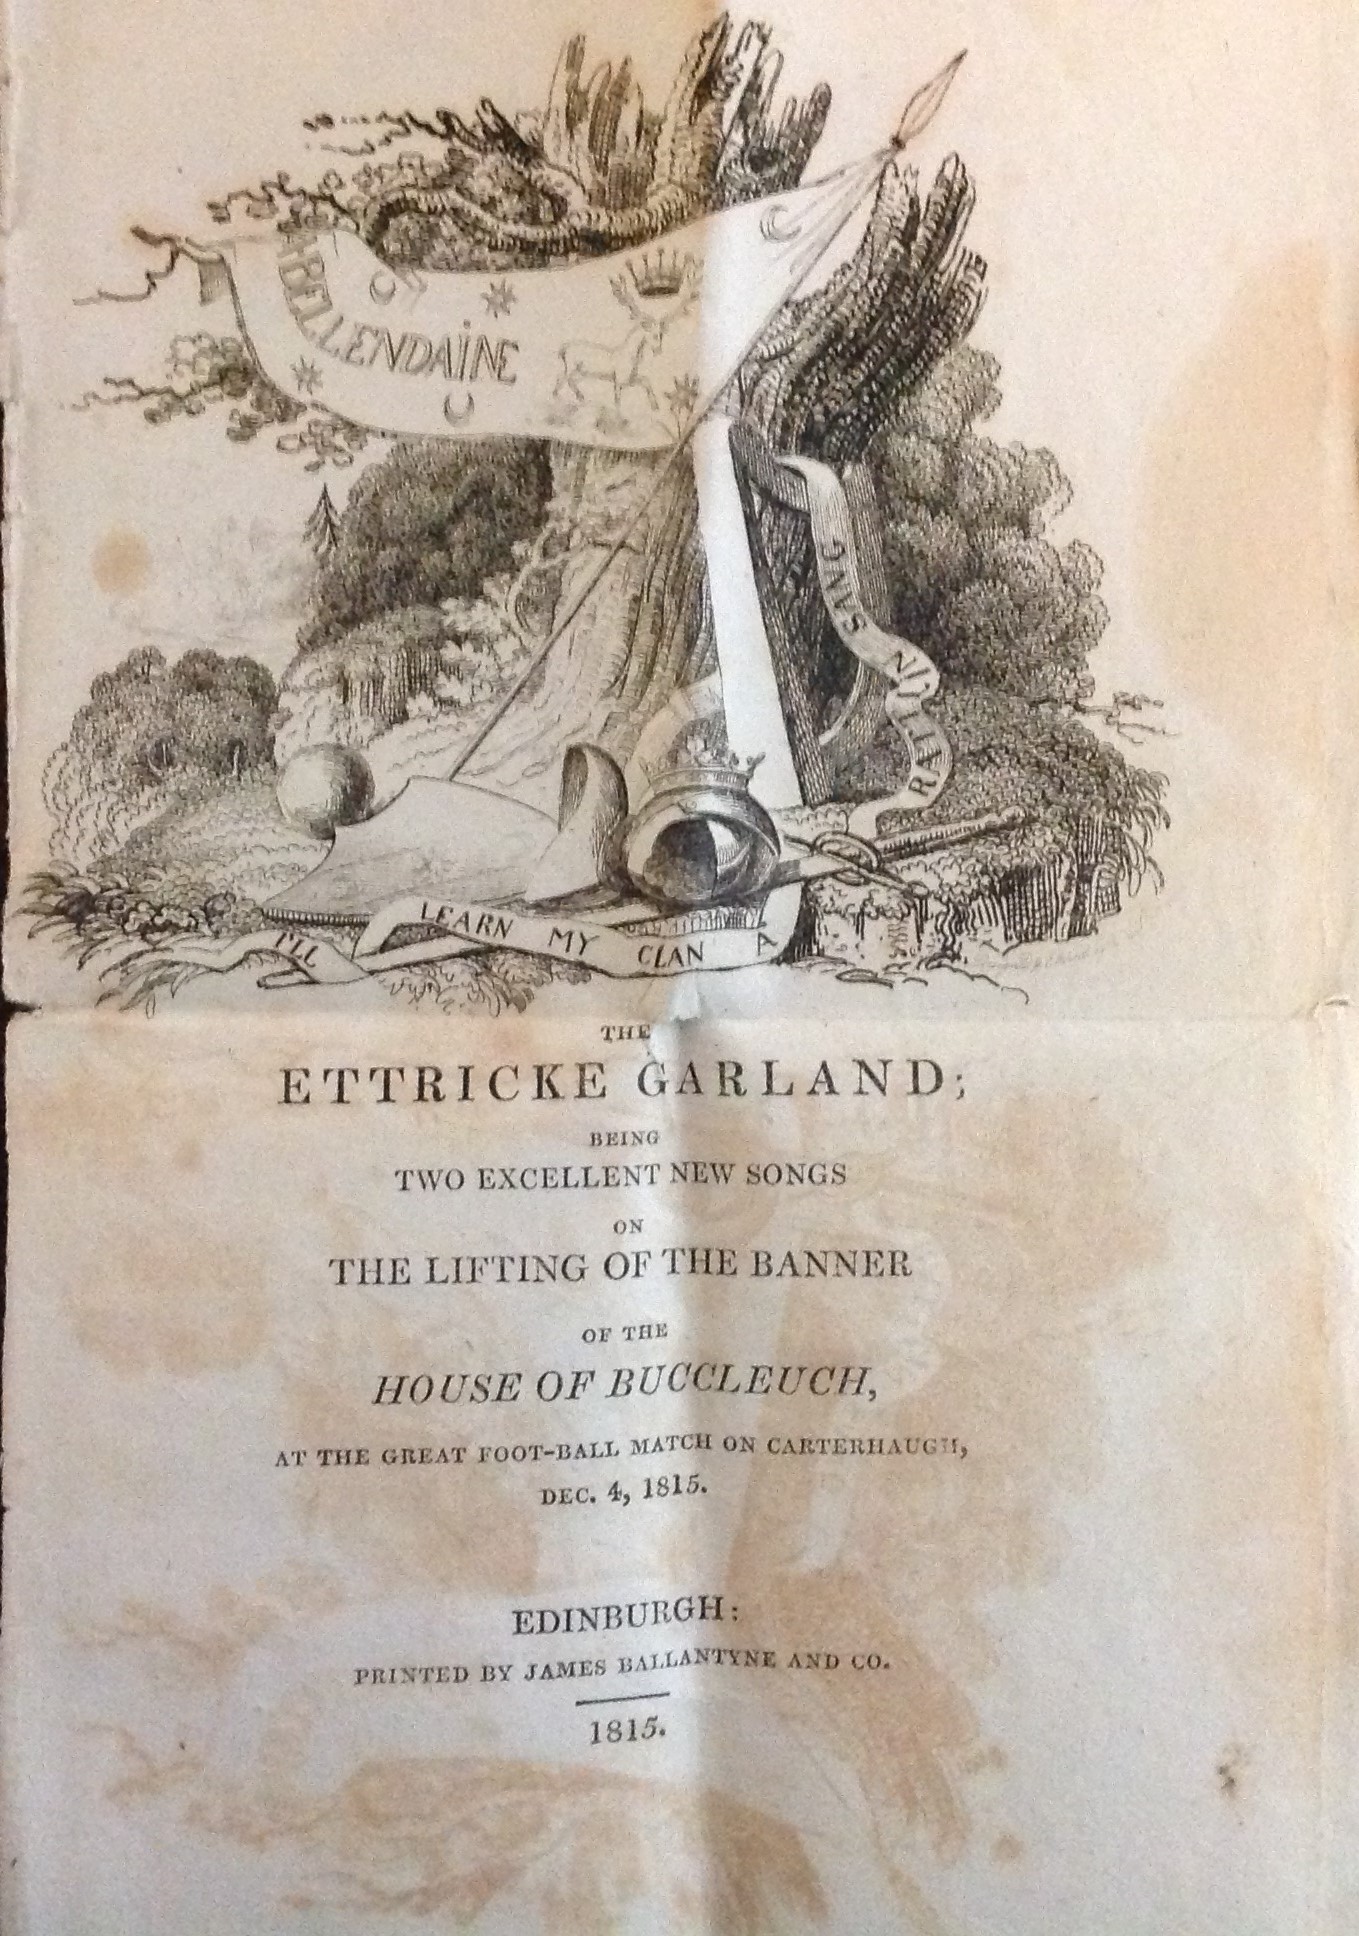 ABELLENDAINE
I'LL LEARN MY CLAN A
RETTIN SANG
THE
ETTRICKE GARLAND;
BEING
TWO EXCELLENT NEW SONGS
ON
THE LIFTING OF THE BANNER
OF THE
HOUSE OF BUCCLEUCH,
AT THE GREAT FOOT-BALL MATCH ON CARTERHAUGH,
DEC. 4, 1815.
EDINBURGH:
PRINTED BY JAMES BALLANTYNE AND CO.
1815.